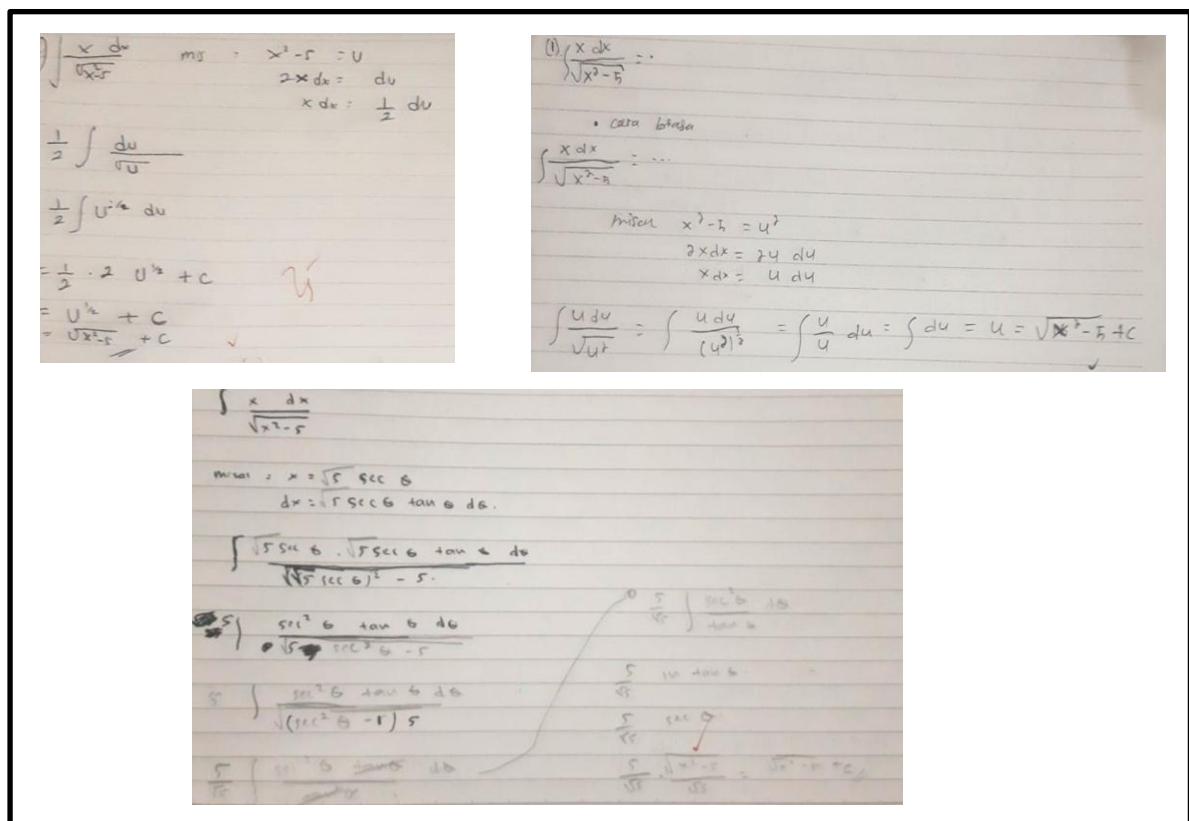 ∫ x dx / √x²-5 mis = x²-5 = u
2x dx = du
x dx = 1/2 du
1/2 ∫ du / √u
1/2 ∫ u^-1/2 du
= 1/2 . 2 u^1/2 + c
= u^1/2 + c
= √x²-5 + c
(1) ∫ x dx / √x²-5 = ..
• cara biasa
∫ x dx / √x²-5 = ...
misal x²-5 = u²
2x dx = 2u du
x dx = u du
∫ u du / √u² = ∫ u du / (u²)^½ = ∫ u/u du = ∫ du = u = √x²-5 + c
∫ x dx / √x²-5
misal = x = √5 sec θ
dx = √5 sec θ tan θ dθ.
∫ √5 sec θ . √5 sec θ tan θ dθ / √(√5 sec θ)² - 5.
5 ∫ sec² θ tan θ dθ / √5 sec² θ - 5
5 ∫ sec² θ tan θ dθ / √(sec² θ - 1) 5
5/√5 ∫ sec² θ tan θ dθ
5/√5 ∫ sec² θ dθ / tan θ
5/√5 tan θ
5/√5 sec θ
5/√5 . √x²-5 / √5 = √x²-5 + c